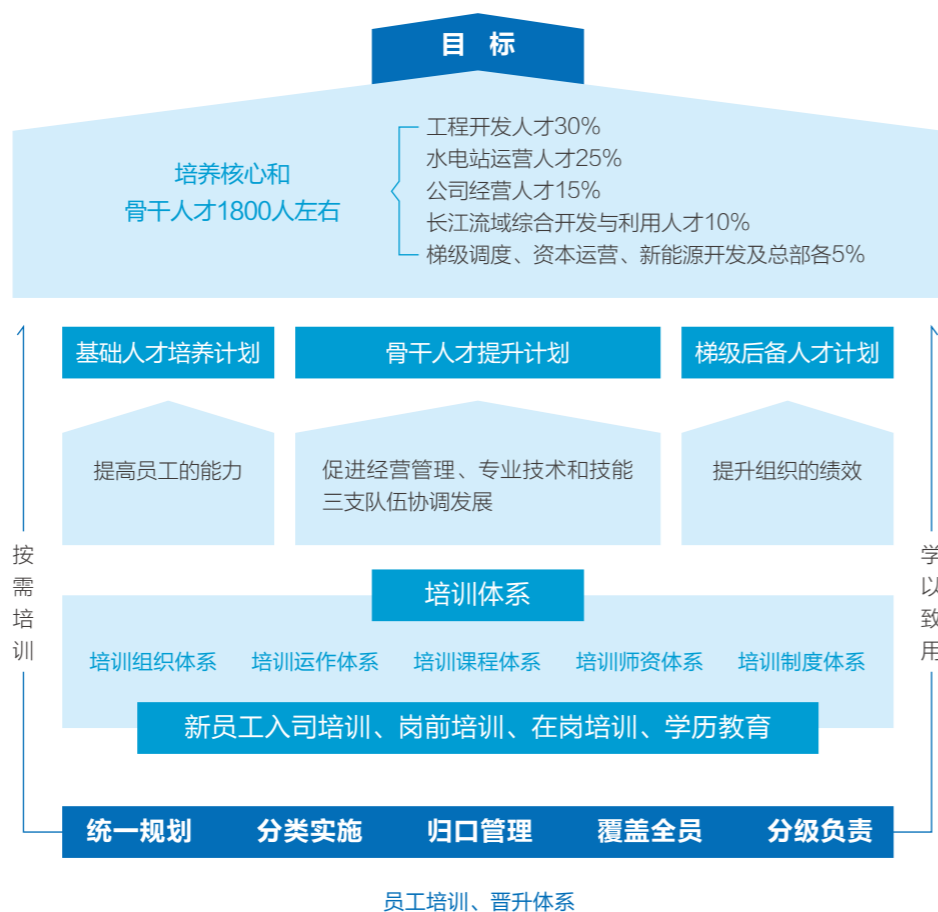 目 标
培养核心和
骨干人才1800人左右
工程开发人才30%
水电站运营人才25%
公司经营人才15%
长江流域综合开发与利用人才10%
梯级调度、资本运营、新能源开发及总部各5%
基础人才培养计划
骨干人才提升计划
梯级后备人才计划
提高员工的能力
促进经营管理、专业技术和技能
三支队伍协调发展
提升组织的绩效
按需培训
学以致用
培训体系
培训组织体系
培训运作体系
培训课程体系
培训师资体系
培训制度体系
新员工入司培训、岗前培训、在岗培训、学历教育
统一规划
分类实施
归口管理
覆盖全员
分级负责
员工培训、晋升体系